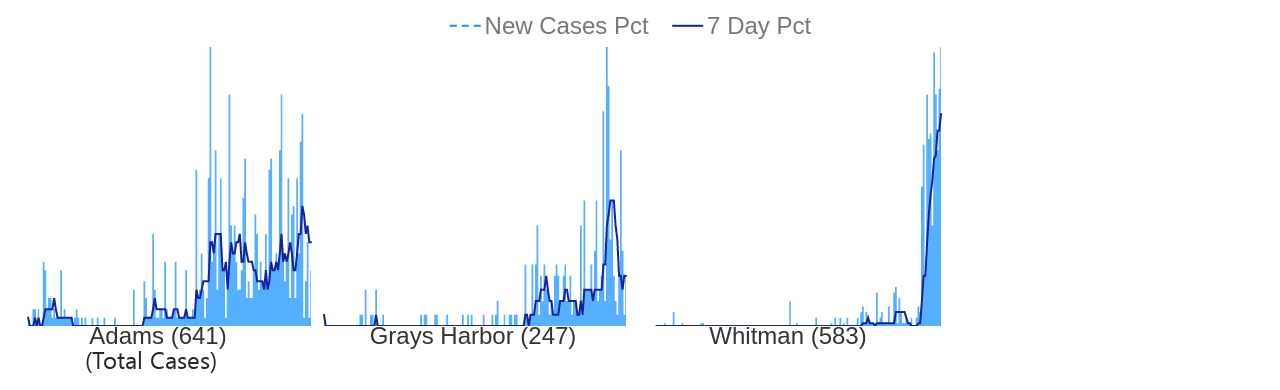 New Cases Pct 7 Day Pct
Adams (641) Grays Harbor (247) Whitman (583)
(Total Cases)